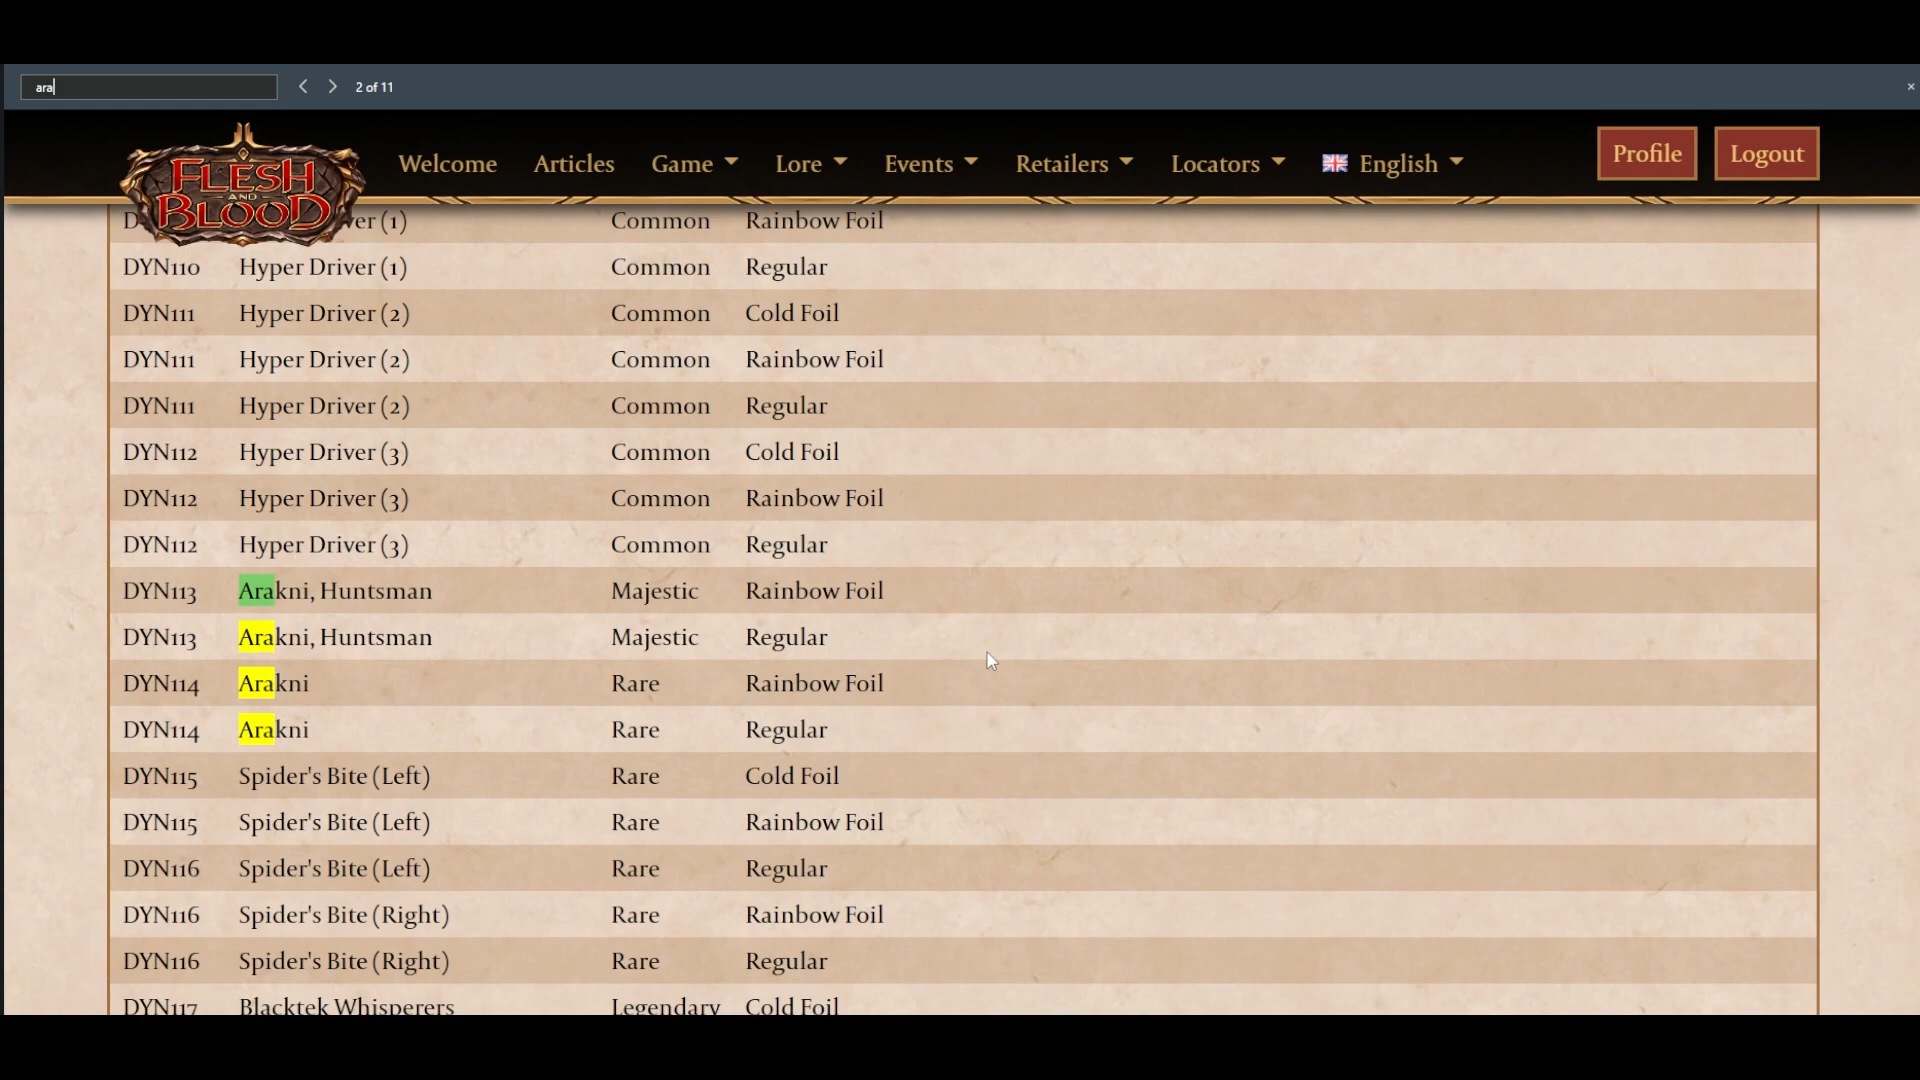 ara 2 of 11 ×
FLESH AND BLOOD Welcome Articles Game Lore Events Retailers Locators English Profile Logout
er (1) Common Rainbow Foil
DYN110 Hyper Driver (1) Common Regular
DYN111 Hyper Driver (2) Common Cold Foil
DYN111 Hyper Driver (2) Common Rainbow Foil
DYN111 Hyper Driver (2) Common Regular
DYN112 Hyper Driver (3) Common Cold Foil
DYN112 Hyper Driver (3) Common Rainbow Foil
DYN112 Hyper Driver (3) Common Regular
DYN113 Arakni, Huntsman Majestic Rainbow Foil
DYN113 Arakni, Huntsman Majestic Regular
DYN114 Arakni Rare Rainbow Foil
DYN114 Arakni Rare Regular
DYN115 Spider's Bite (Left) Rare Cold Foil
DYN115 Spider's Bite (Left) Rare Rainbow Foil
DYN116 Spider's Bite (Left) Rare Regular
DYN116 Spider's Bite (Right) Rare Rainbow Foil
DYN116 Spider's Bite (Right) Rare Regular
DYN117 Blacktek Whisperers Legendary Cold Foil